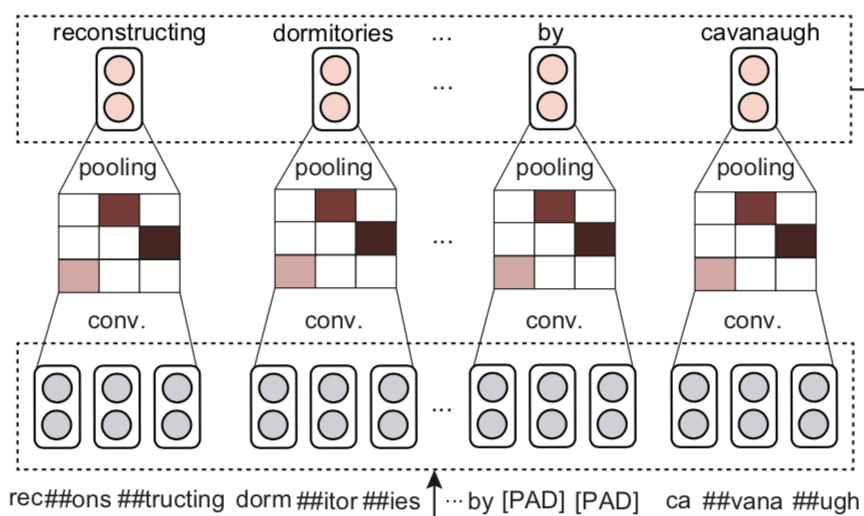 reconstructing dormitories ... by cavanaugh
...
pooling pooling pooling pooling
...
conv. conv. conv. conv.
...
rec##ons ##tructing dorm ##itor ##ies ... by [PAD] [PAD] ca ##vana ##ugh